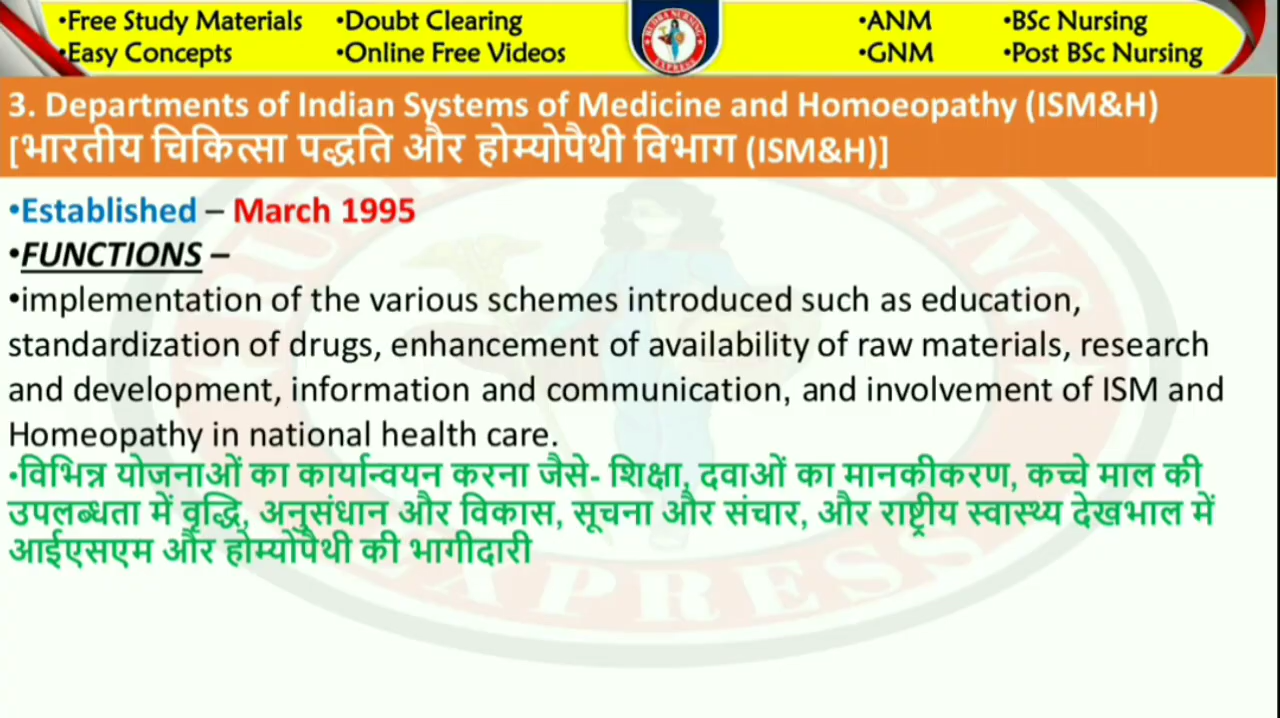 •Free Study Materials •Doubt Clearing •ANM •BSc Nursing
•Easy Concepts •Online Free Videos •GNM •Post BSc Nursing
3. Departments of Indian Systems of Medicine and Homoeopathy (ISM&H)
[भारतीय चिकित्सा पद्धति और होम्योपैथी विभाग (ISM&H)]
•Established – March 1995
•FUNCTIONS –
•implementation of the various schemes introduced such as education,
standardization of drugs, enhancement of availability of raw materials, research
and development, information and communication, and involvement of ISM and
Homeopathy in national health care.
•विभिन्न योजनाओं का कार्यान्वयन करना जैसे- शिक्षा, दवाओं का मानकीकरण, कच्चे माल की
उपलब्धता में वृद्धि, अनुसंधान और विकास, सूचना और संचार, और राष्ट्रीय स्वास्थ्य देखभाल में
आईएसएम और होम्योपैथी की भागीदारी
EXPRESS